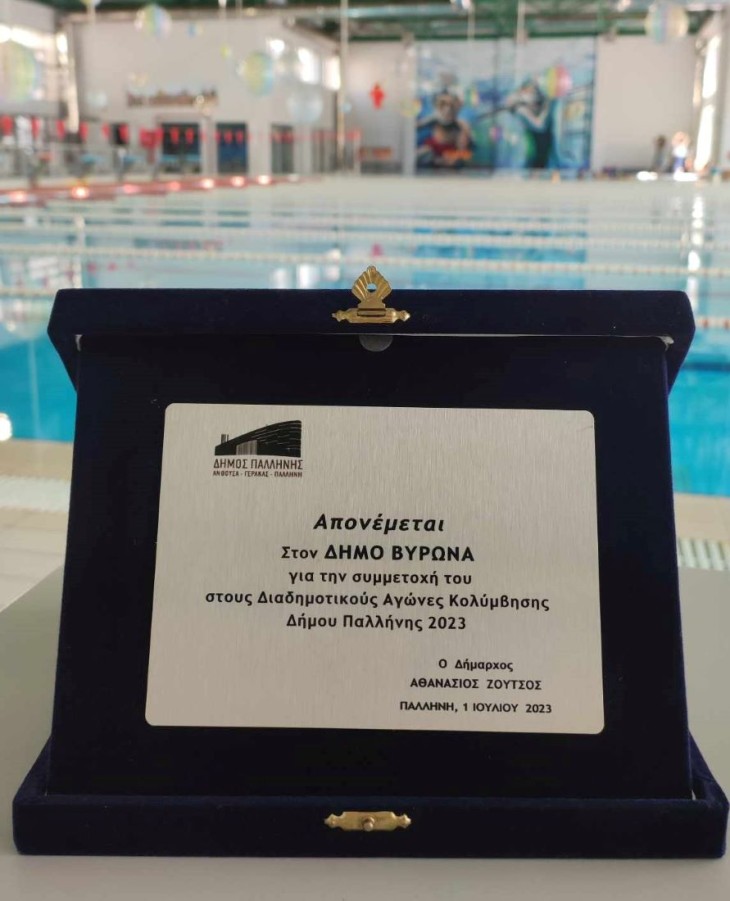 ΔΗΜΟΣ ΠΑΛΛΗΝΗΣ
ΑΝΘΟΥΣΑ - ΓΕΡΑΚΑΣ - ΠΑΛΛΗΝΗ
Απονέμεται
Στον ΔΗΜΟ ΒΥΡΩΝΑ
για την συμμετοχή του
στους Διαδημοτικούς Αγώνες Κολύμβησης
Δήμου Παλλήνης 2023
Ο Δήμαρχος
ΑΘΑΝΑΣΙΟΣ ΖΟΥΤΣΟΣ
ΠΑΛΛΗΝΗ, 1 ΙΟΥΛΙΟΥ 2023